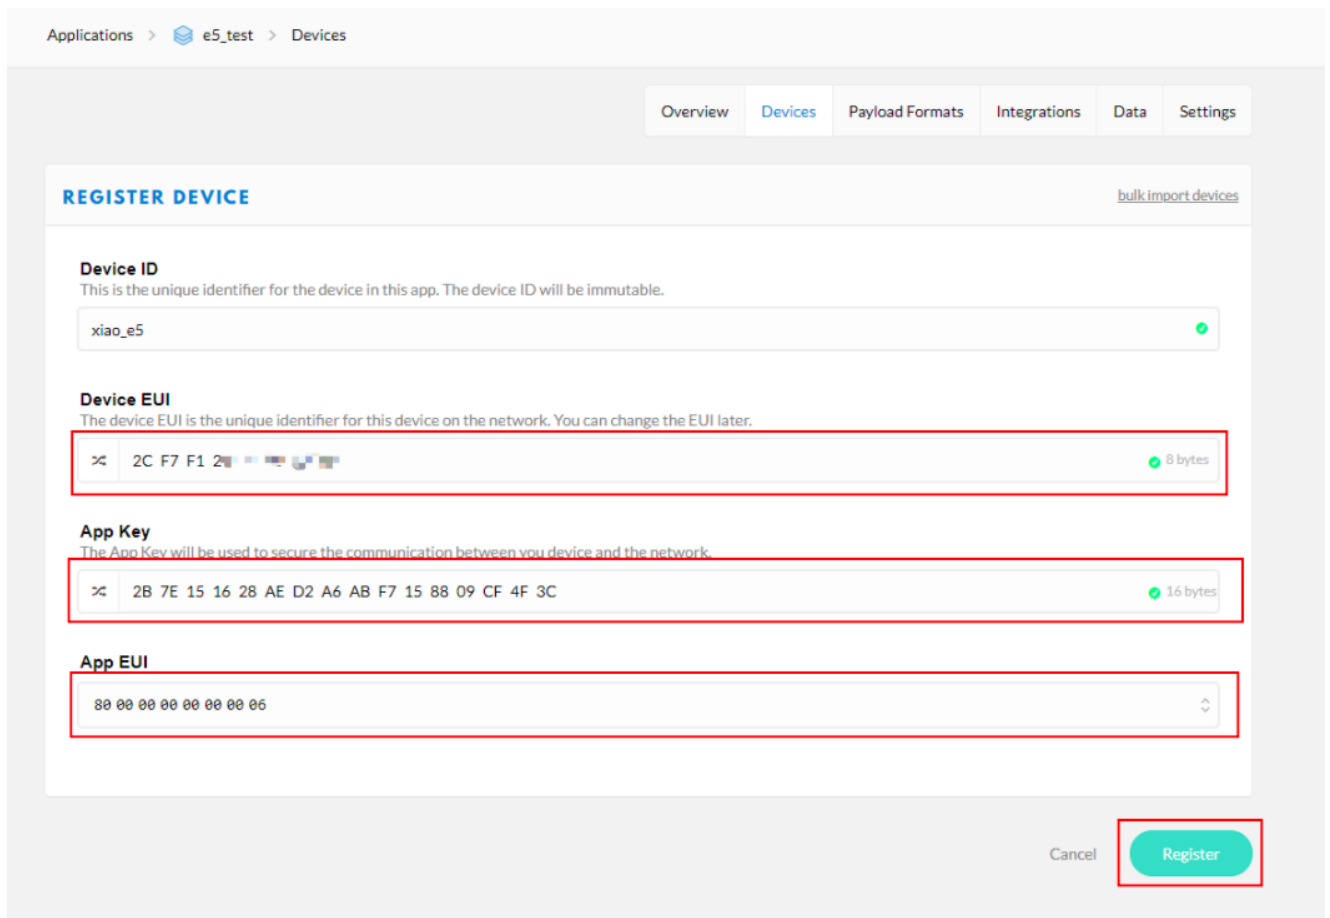 Applications > e5_test > Devices
Overview Devices Payload Formats Integrations Data Settings
REGISTER DEVICE
bulk import devices
Device ID
This is the unique identifier for the device in this app. The device ID will be immutable.
xiao_e5
Device EUI
The device EUI is the unique identifier for this device on the network. You can change the EUI later.
2C F7 F1 8 bytes
App Key
The App Key will be used to secure the communication between you device and the network.
2B 7E 15 16 28 AE D2 A6 AB F7 15 88 09 CF 4F 3C 16 bytes
App EUI
80 00 00 00 00 00 00 06
Cancel Register